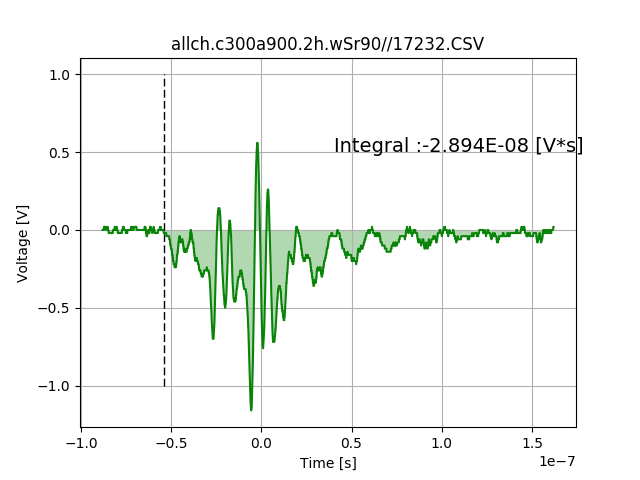 allch.c300a900.2h.wSr90//17232.CSV
1.0
Integral :-2.894E-08 [V*s]
0.5
0.0
−0.5
−1.0
Voltage [V]
−1.0 −0.5 0.0 0.5 1.0 1.5
1e−7
Time [s]